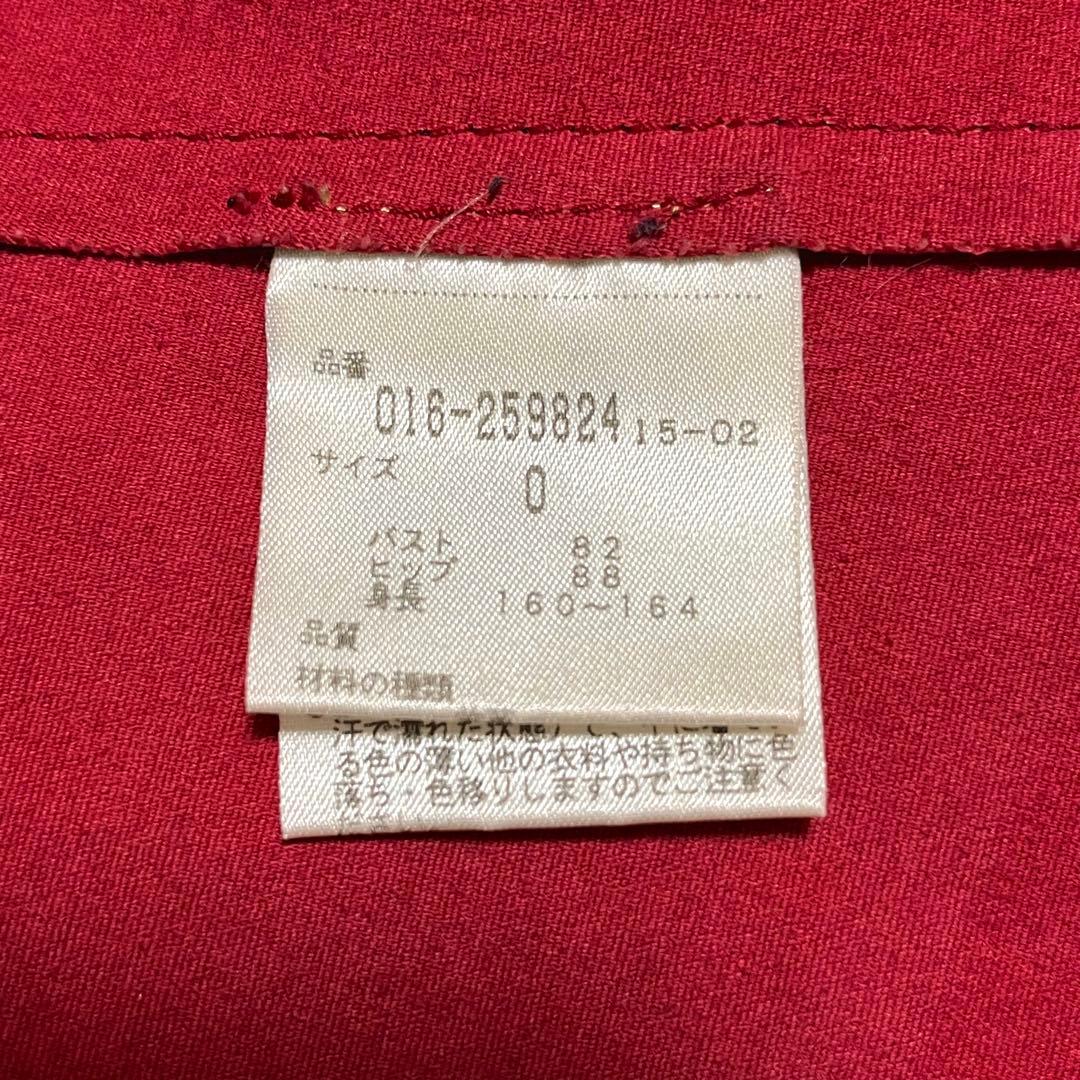 品番
016-259824 15-02
サイズ 0
バスト 82
ヒップ 88
身長 160～164
品質
材料の種類
汗で濡れた状態
る色の薄い他の衣料や持ち物に色
落ち・色移りしますのでご注意く